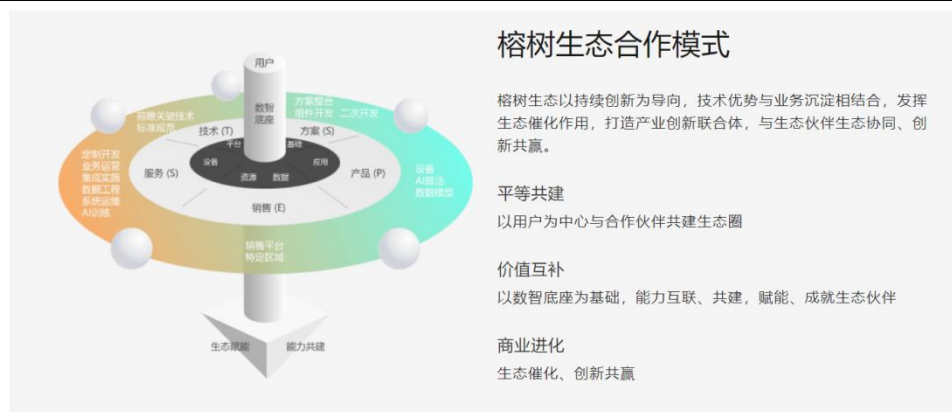 榕树生态合作模式
榕树生态以持续创新为导向，技术优势与业务沉淀相结合，发挥
生态催化作用，打造产业创新联合体，与生态伙伴生态协同、创
新共赢。
平等共建
以用户为中心与合作伙伴共建生态圈
价值互补
以数智底座为基础，能力互联、共建，赋能、成就生态伙伴
商业进化
生态催化、创新共赢
用户
数智
底座
前瞻关键技术
标准规范
方案整合
组件开发 二次开发
技术 (T)
方案 (S)
平台
基础
设备
应用
资源
数据
服务 (S)
产品 (P)
销售 (E)
定制开发
业务运营
集成实施
数据工程
系统运维
AI训练
设备
AI算法
数据模型
销售平台
特定区域
生态赋能
能力共建